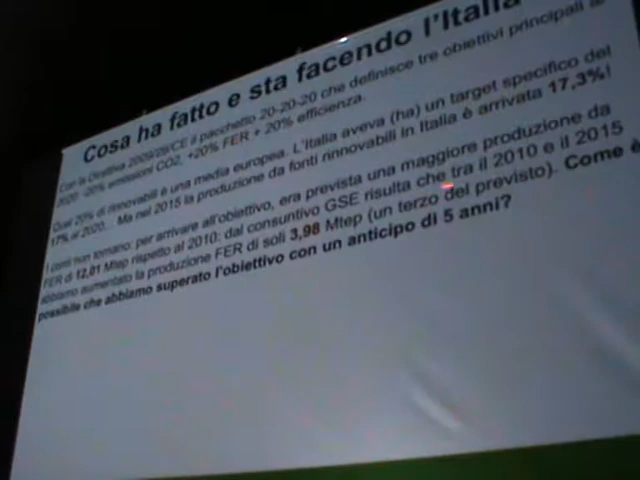 Cosa ha fatto e sta facendo l'Italia
Con la Direttiva 2009/28/CE il pacchetto 20-20-20 che definisce tre obiettivi principali al
2020: -20% emissioni CO2, +20% FER + 20% efficienza.
Quel 20% di rinnovabili è una media europea. L'Italia aveva (ha) un target specifico del
17% al 2020... Ma nel 2015 la produzione da fonti rinnovabili in Italia è arrivata 17,3%!
I conti non tornano: per arrivare all'obiettivo, era prevista una maggiore produzione da
FER di 12,01 Mtep rispetto al 2010: dal consuntivo GSE risulta che tra il 2010 e il 2015
abbiamo aumentato la produzione FER di soli 3,98 Mtep (un terzo del previsto). Come è
possibile che abbiamo superato l'obiettivo con un anticipo di 5 anni?